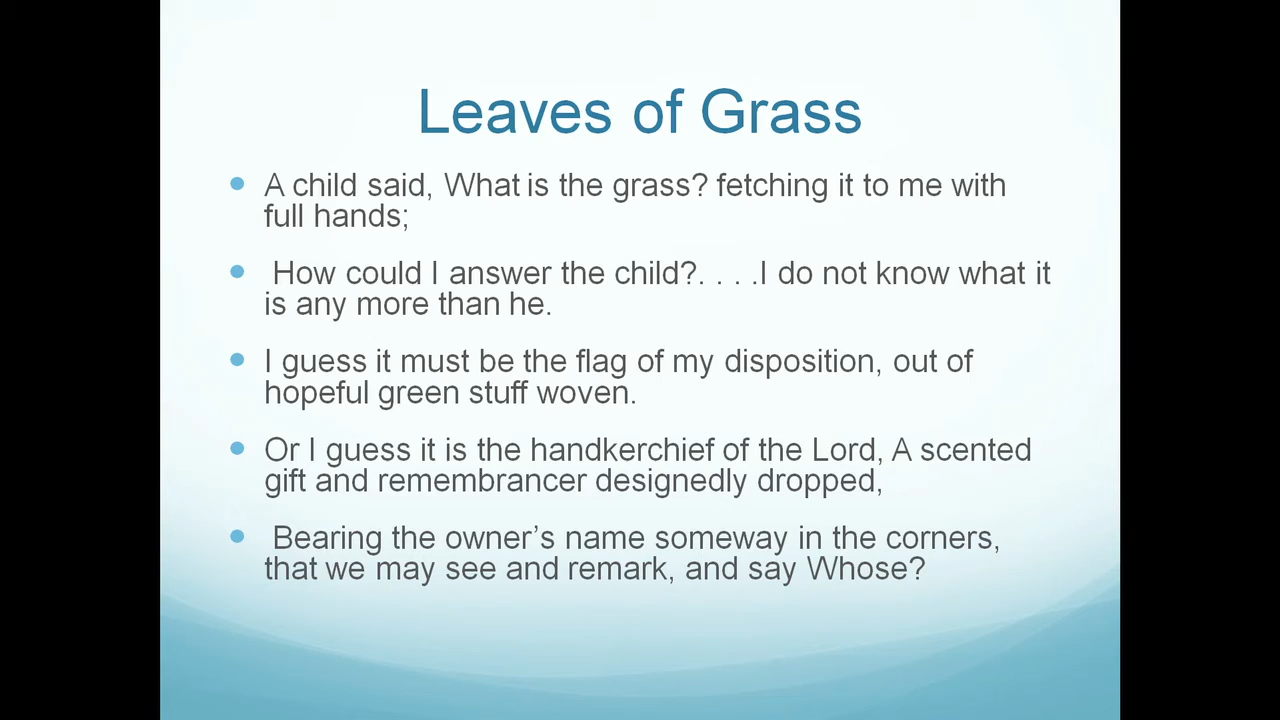 Leaves of Grass
• A child said, What is the grass? fetching it to me with
full hands;
• How could I answer the child?. . . .I do not know what it
is any more than he.
• I guess it must be the flag of my disposition, out of
hopeful green stuff woven.
• Or I guess it is the handkerchief of the Lord, A scented
gift and remembrancer designedly dropped,
• Bearing the owner’s name someway in the corners,
that we may see and remark, and say Whose?